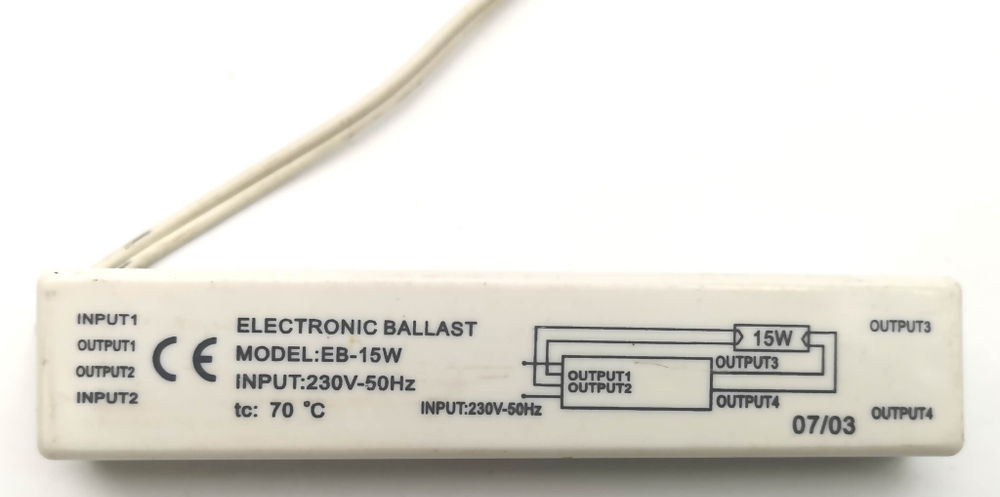 INPUT1
OUTPUT1
OUTPUT2
INPUT2
CE
ELECTRONIC BALLAST
MODEL:EB-15W
INPUT:230V-50Hz
tc: 70 °C
15W
OUTPUT3
OUTPUT1
OUTPUT2
OUTPUT4
INPUT:230V-50Hz
07/03
OUTPUT3
OUTPUT4